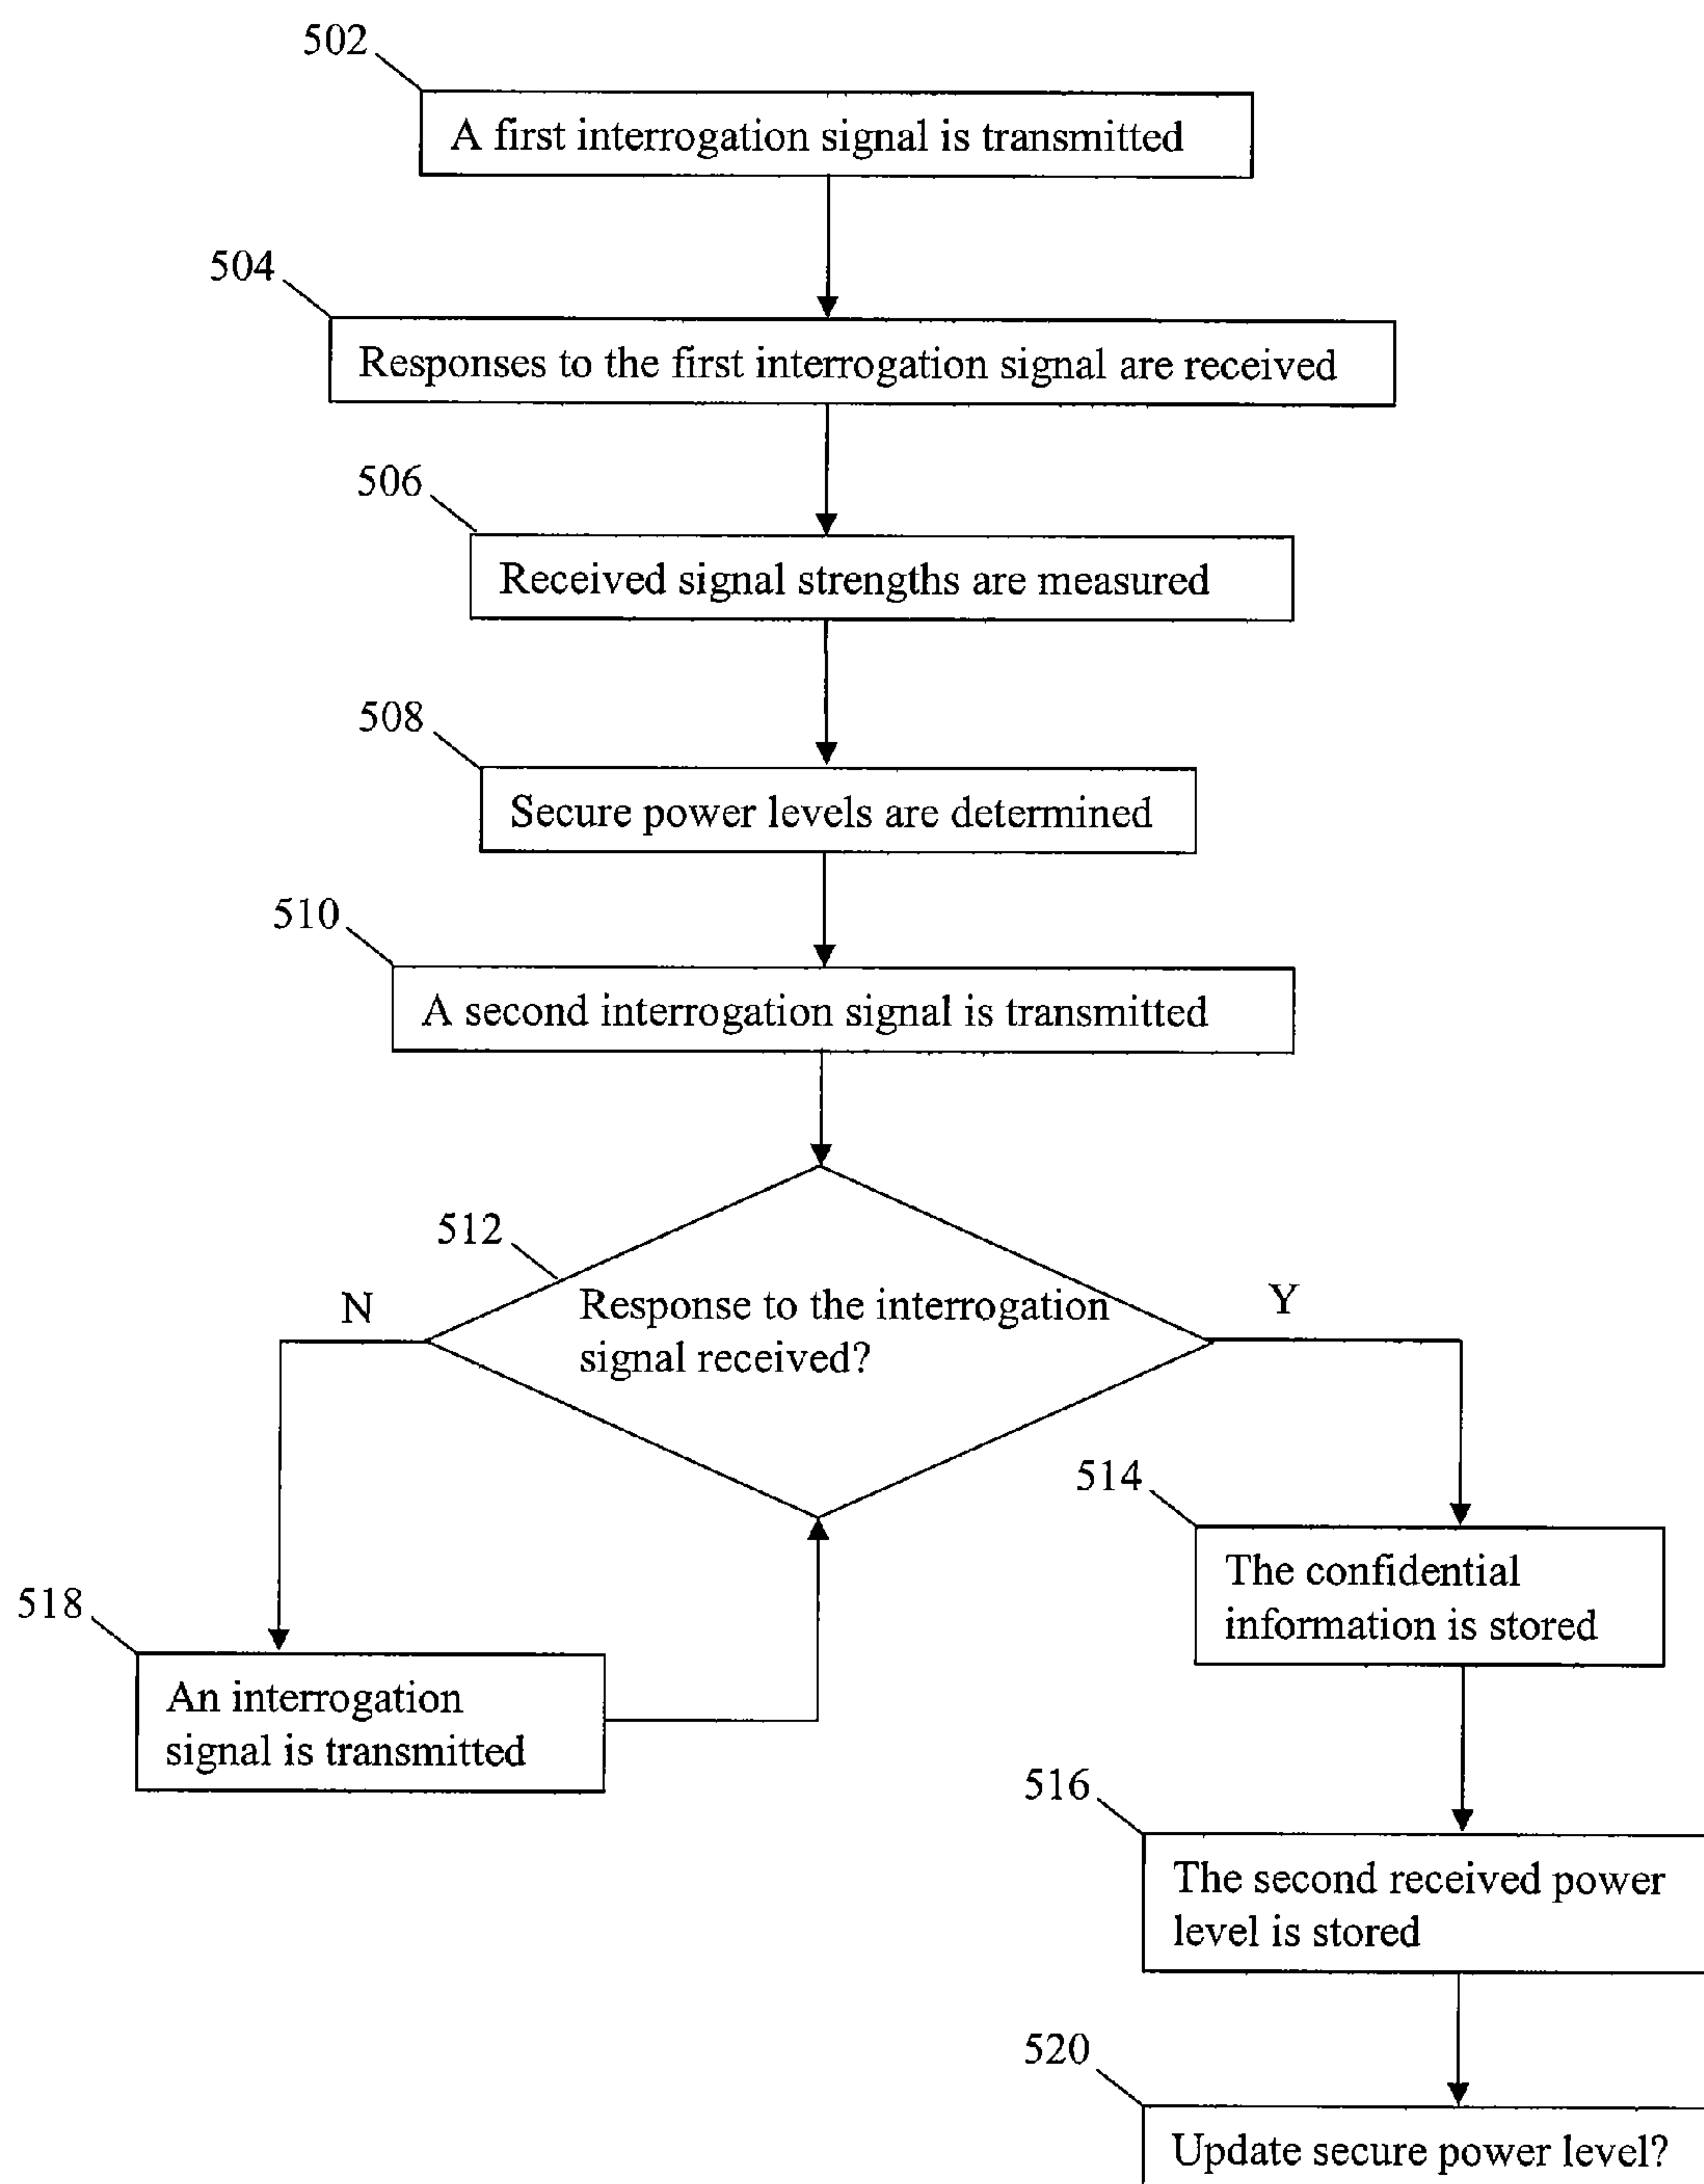 502
A first interrogation signal is transmitted
504
Responses to the first interrogation signal are received
506
Received signal strengths are measured
508
Secure power levels are determined
510
A second interrogation signal is transmitted
512
N
Response to the interrogation
signal received?
Y
514
The confidential
information is stored
518
An interrogation
signal is transmitted
516
The second received power
level is stored
520
Update secure power level?